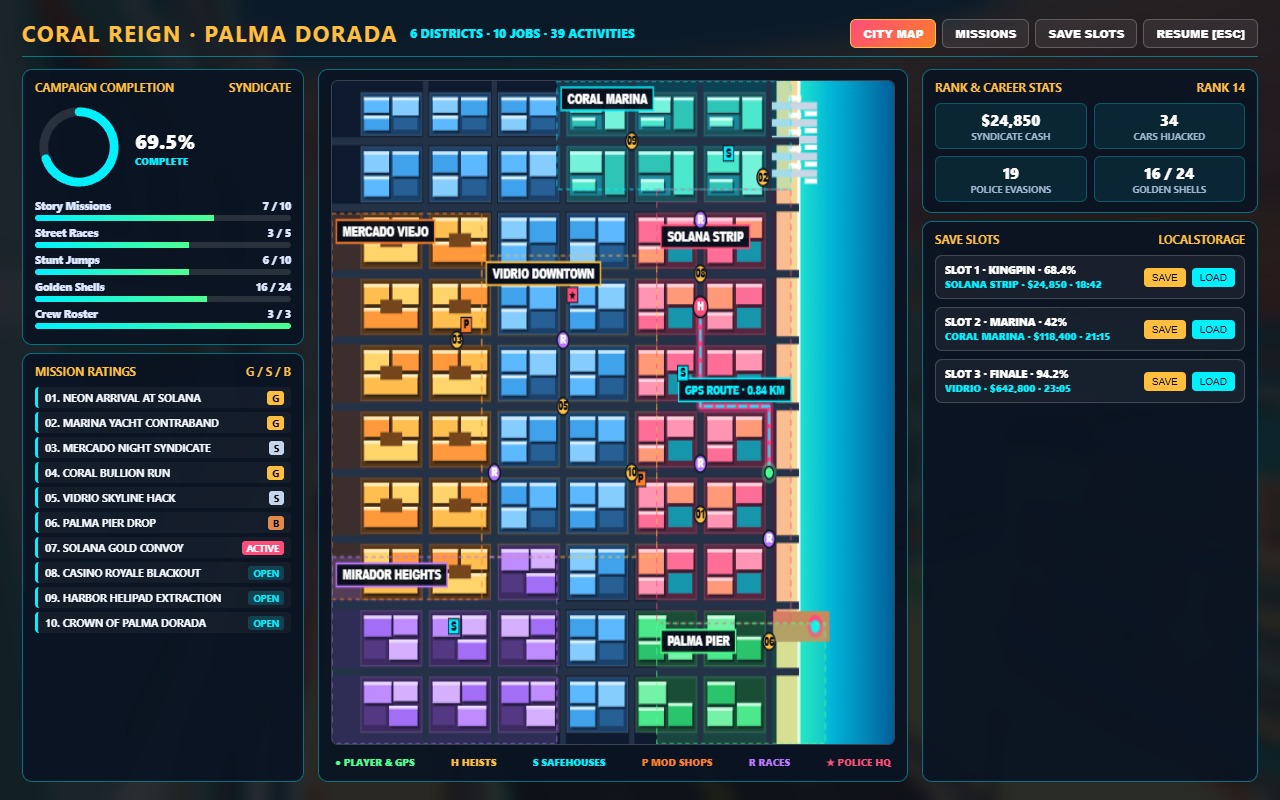 CORAL REIGN · PALMA DORADA
6 DISTRICTS · 10 JOBS · 39 ACTIVITIES
CITY MAP
MISSIONS
SAVE SLOTS
RESUME [ESC]
CAMPAIGN COMPLETION
SYNDICATE
69.5%
COMPLETE
Story Missions 7 / 10
Street Races 3 / 5
Stunt Jumps 6 / 10
Golden Shells 16 / 24
Crew Roster 3 / 3
MISSION RATINGS
G / S / B
01. NEON ARRIVAL AT SOLANA G
02. MARINA YACHT CONTRABAND G
03. MERCADO NIGHT SYNDICATE S
04. CORAL BULLION RUN G
05. VIDRIO SKYLINE HACK S
06. PALMA PIER DROP B
07. SOLANA GOLD CONVOY ACTIVE
08. CASINO ROYALE BLACKOUT OPEN
09. HARBOR HELIPAD EXTRACTION OPEN
10. CROWN OF PALMA DORADA OPEN
CORAL MARINA
09
S
02
R
MERCADO VIEJO
SOLANA STRIP
VIDRIO DOWNTOWN
★
H
P
03
R
S
GPS ROUTE · 0.84 KM
05
R
R
10
P
01
R
MIRADOR HEIGHTS
S
PALMA PIER
06
● PLAYER & GPS
H HEISTS
S SAFEHOUSES
P MOD SHOPS
R RACES
★ POLICE HQ
RANK & CAREER STATS
RANK 14
$24,850
SYNDICATE CASH
34
CARS HIJACKED
19
POLICE EVASIONS
16 / 24
GOLDEN SHELLS
SAVE SLOTS
LOCALSTORAGE
SLOT 1 · KINGPIN · 68.4%
SOLANA STRIP · $24,850 · 18:42
SAVE
LOAD
SLOT 2 · MARINA · 42%
CORAL MARINA · $118,400 · 21:15
SAVE
LOAD
SLOT 3 · FINALE · 94.2%
VIDRIO · $642,800 · 23:05
SAVE
LOAD